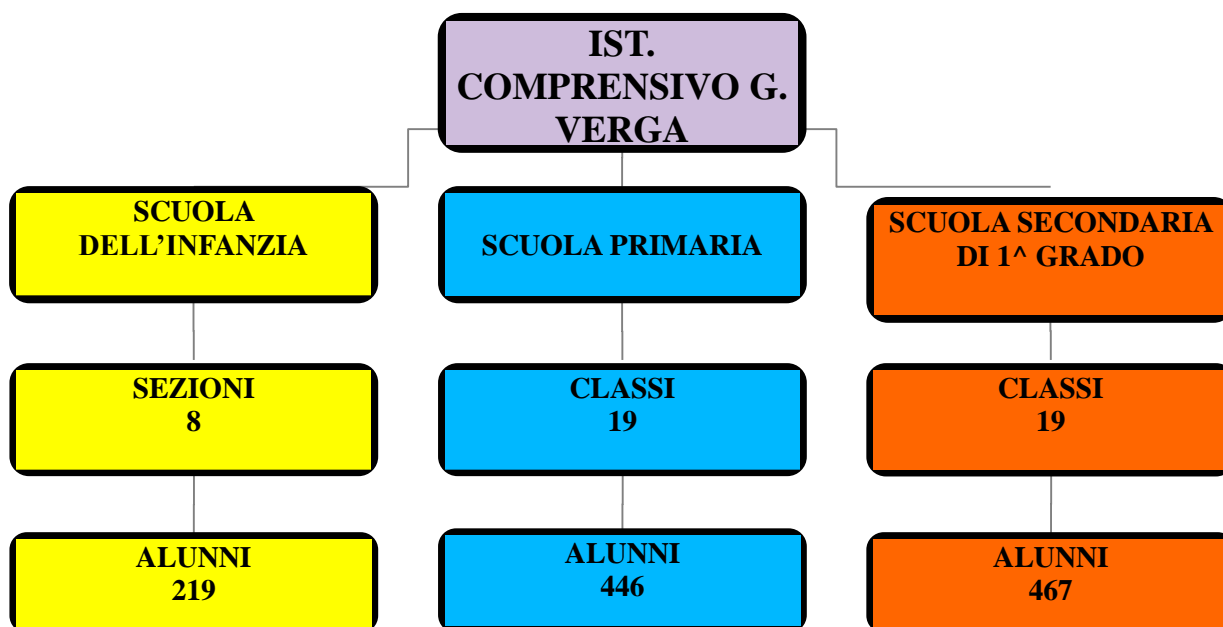 IST.
COMPRENSIVO G.
VERGA
SCUOLA
DELL’INFANZIA
SCUOLA PRIMARIA
SCUOLA SECONDARIA
DI 1^ GRADO
SEZIONI
8
CLASSI
19
CLASSI
19
ALUNNI
219
ALUNNI
446
ALUNNI
467